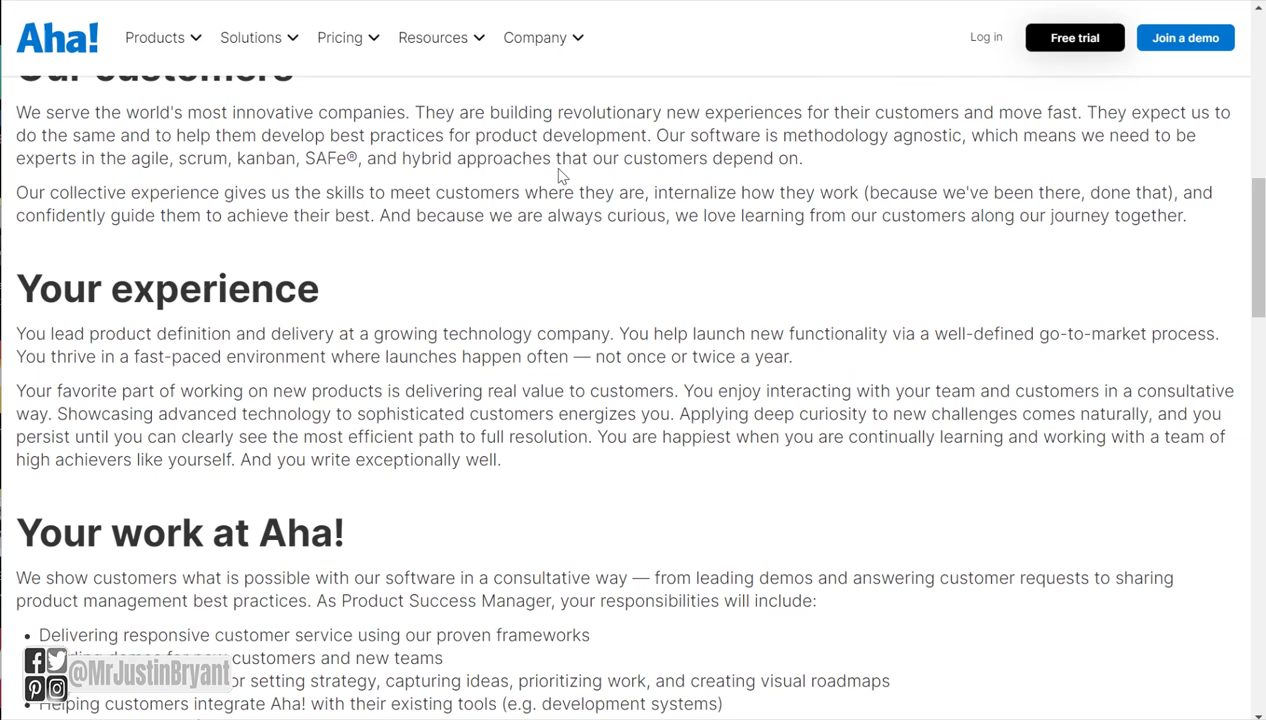 Aha! Products Solutions Pricing Resources Company Log in Free trial Join a demo
Our customers
We serve the world's most innovative companies. They are building revolutionary new experiences for their customers and move fast. They expect us to
do the same and to help them develop best practices for product development. Our software is methodology agnostic, which means we need to be
experts in the agile, scrum, kanban, SAFe®, and hybrid approaches that our customers depend on.
Our collective experience gives us the skills to meet customers where they are, internalize how they work (because we've been there, done that), and
confidently guide them to achieve their best. And because we are always curious, we love learning from our customers along our journey together.
Your experience
You lead product definition and delivery at a growing technology company. You help launch new functionality via a well-defined go-to-market process.
You thrive in a fast-paced environment where launches happen often — not once or twice a year.
Your favorite part of working on new products is delivering real value to customers. You enjoy interacting with your team and customers in a consultative
way. Showcasing advanced technology to sophisticated customers energizes you. Applying deep curiosity to new challenges comes naturally, and you
persist until you can clearly see the most efficient path to full resolution. You are happiest when you are continually learning and working with a team of
high achievers like yourself. And you write exceptionally well.
Your work at Aha!
We show customers what is possible with our software in a consultative way — from leading demos and answering customer requests to sharing
product management best practices. As Product Success Manager, your responsibilities will include:
• Delivering responsive customer service using our proven frameworks
demos for new customers and new teams
or setting strategy, capturing ideas, prioritizing work, and creating visual roadmaps
Helping customers integrate Aha! with their existing tools (e.g. development systems)
@MrJustinBryant